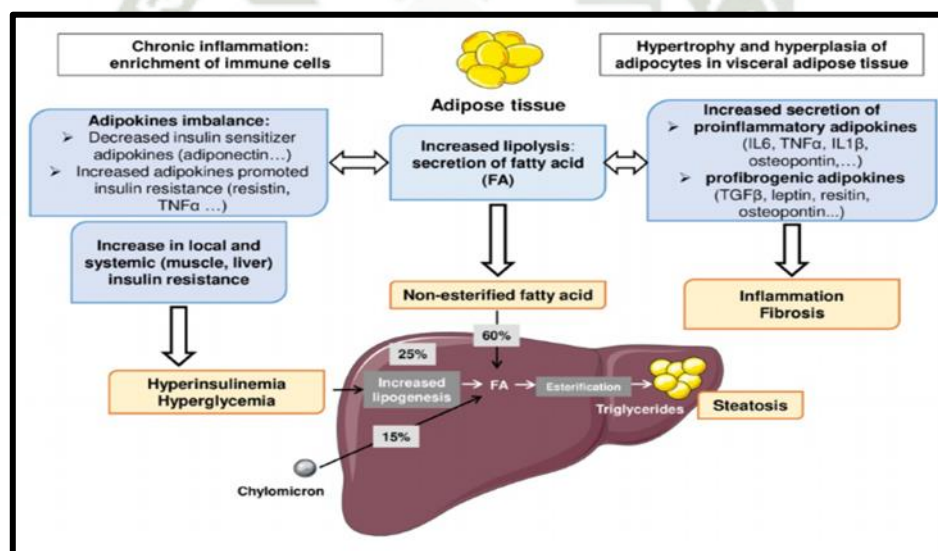 Chronic inflammation:
enrichment of immune cells
Adipose tissue
Hypertrophy and hyperplasia of
adipocytes in visceral adipose tissue
Adipokines imbalance:
➢ Decreased insulin sensitizer
adipokines (adiponectin…)
➢ Increased adipokines promoted
insulin resistance (resistin,
TNFα …)
Increased lipolysis:
secretion of fatty acid
(FA)
Increased secretion of
➢ proinflammatory adipokines
(IL6, TNFα, IL1β,
osteopontin,…)
➢ profibrogenic adipokines
(TGFβ, leptin, resitin,
osteopontin...)
Increase in local and
systemic (muscle, liver)
insulin resistance
Non-esterified fatty acid
Inflammation
Fibrosis
60%
25%
Hyperinsulinemia
Hyperglycemia
Increased
lipogenesis
FA
Esterification
Triglycerides
Steatosis
15%
Chylomicron